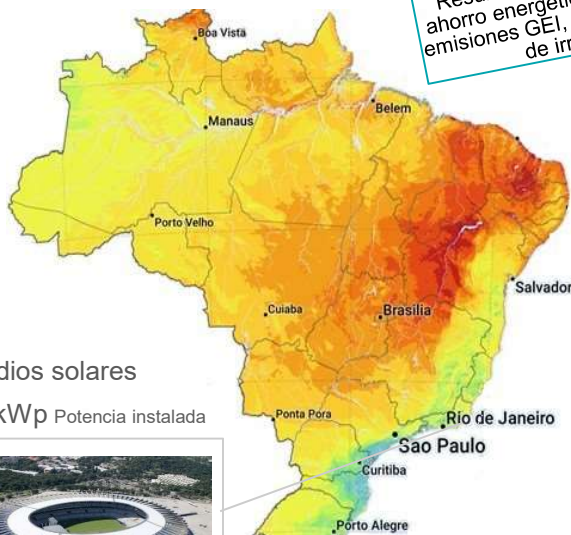 ahorro energétic
emisiones GEI,
de irr
Boa Vista
Belem
Manaus
Porto Velho
Salvador
Cuiaba
Brasilia
dios solares
kWp Potencia instalada
Ponta Pora
Rio de Janeiro
Sao Paulo
Curitiba
Porto Alegre